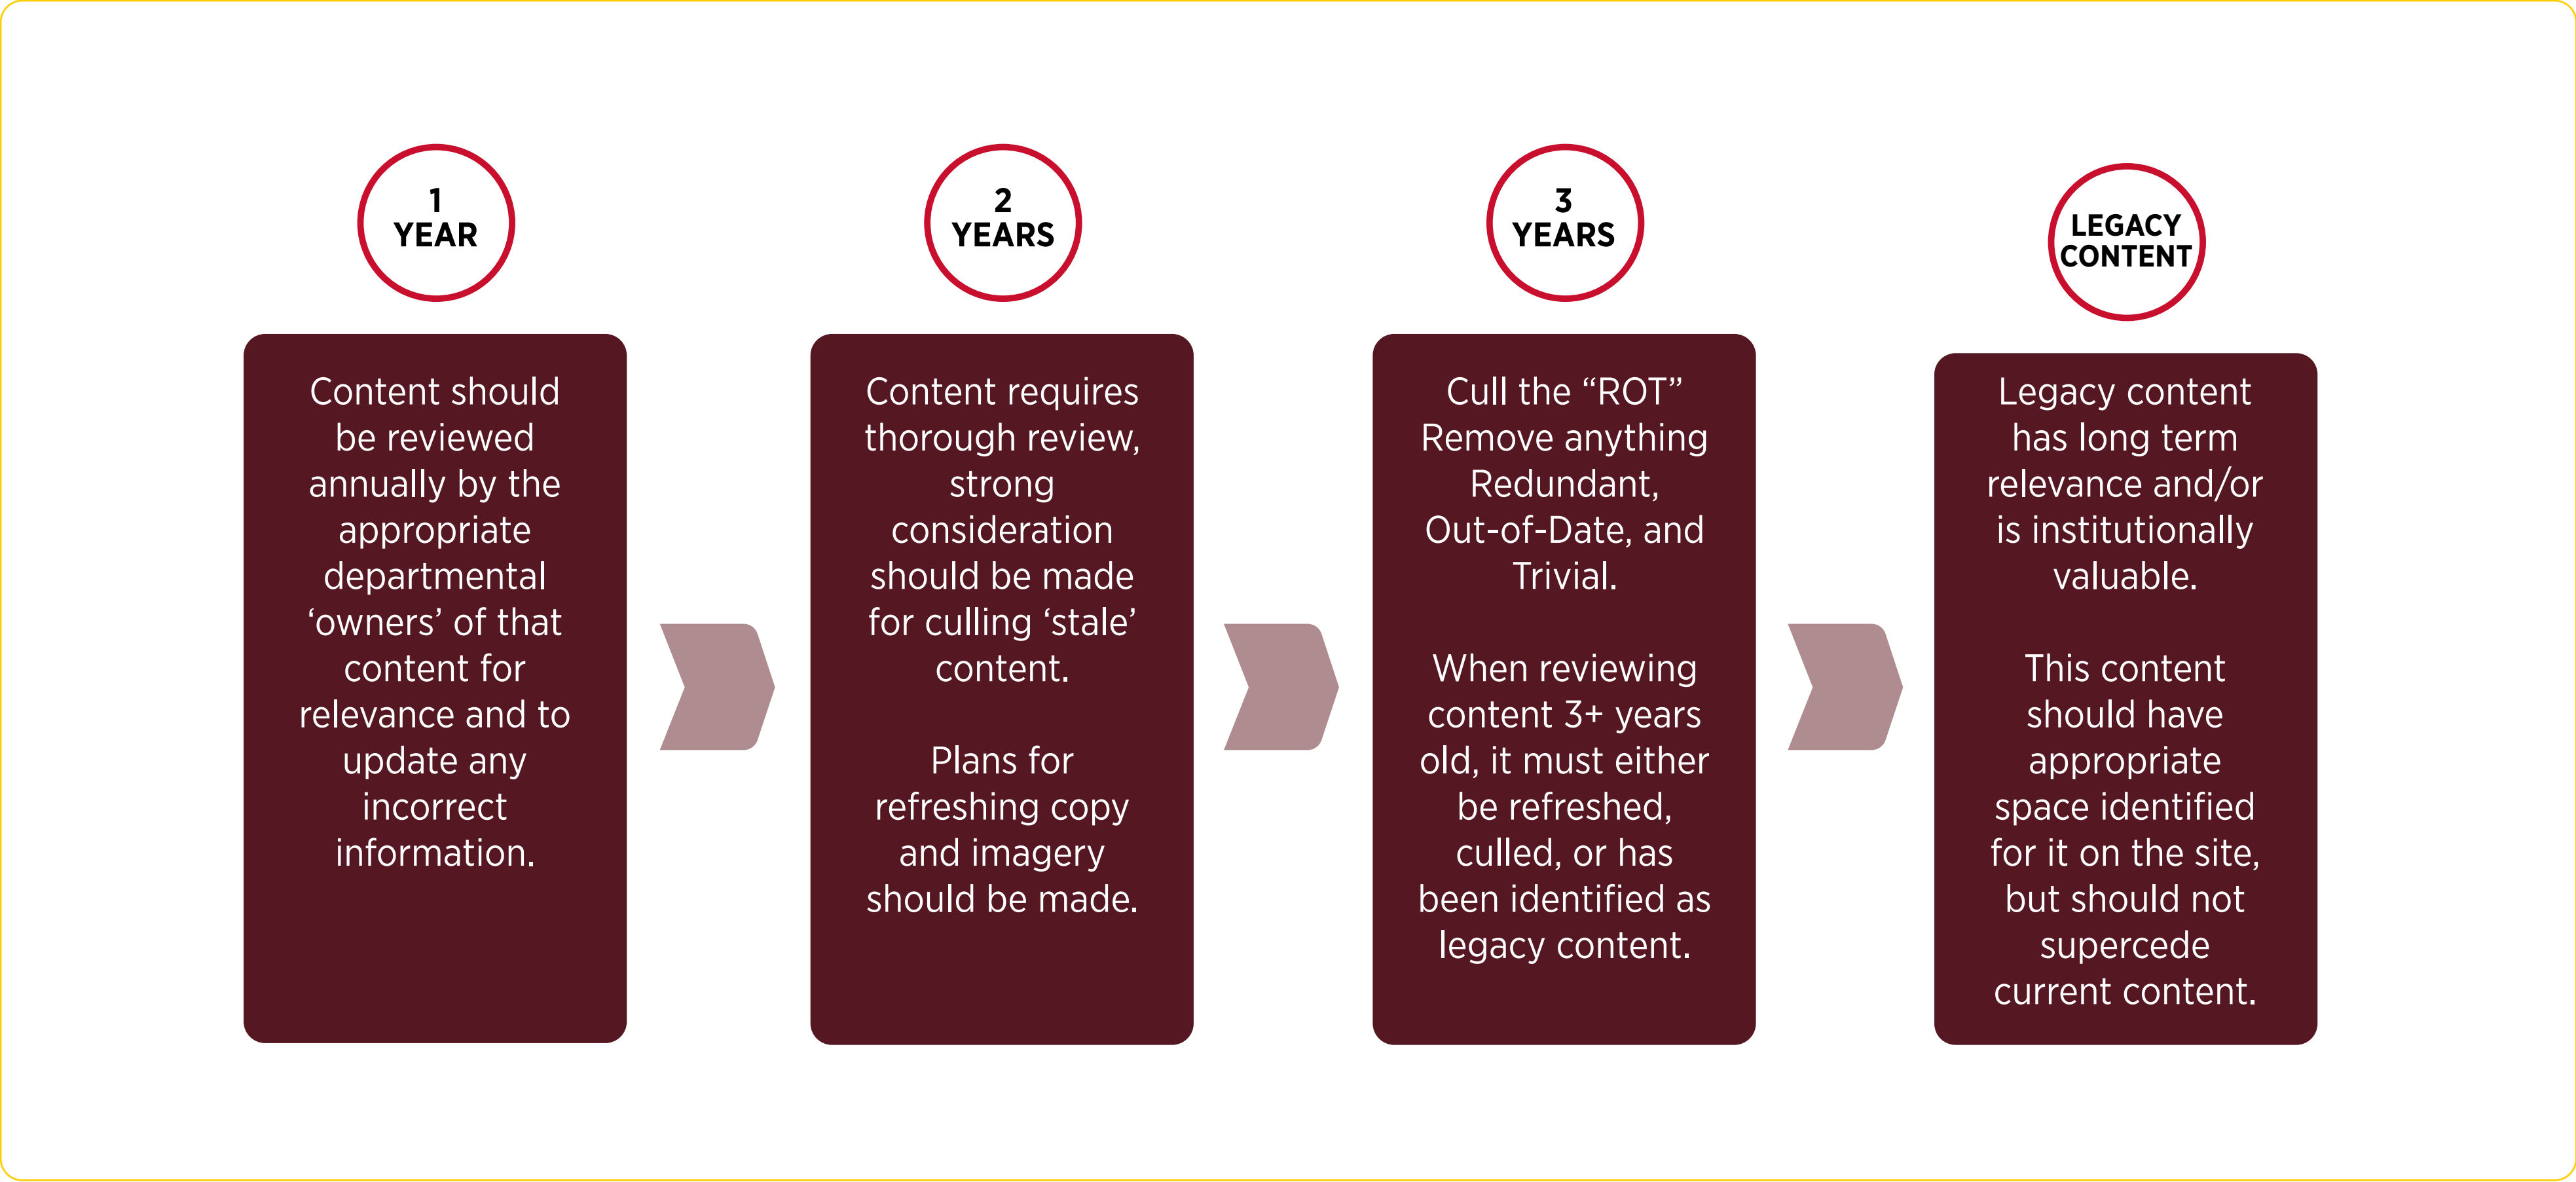 1
YEAR
Content should
be reviewed
annually by the
appropriate
departmental
‘owners’ of that
content for
relevance and to
update any
incorrect
information.
2
YEARS
Content requires
thorough review,
strong
consideration
should be made
for culling ‘stale’
content.
Plans for
refreshing copy
and imagery
should be made.
3
YEARS
Cull the “ROT”
Remove anything
Redundant,
Out-of-Date, and
Trivial.
When reviewing
content 3+ years
old, it must either
be refreshed,
culled, or has
been identified as
legacy content.
LEGACY
CONTENT
Legacy content
has long term
relevance and/or
is institutionally
valuable.
This content
should have
appropriate
space identified
for it on the site,
but should not
supercede
current content.